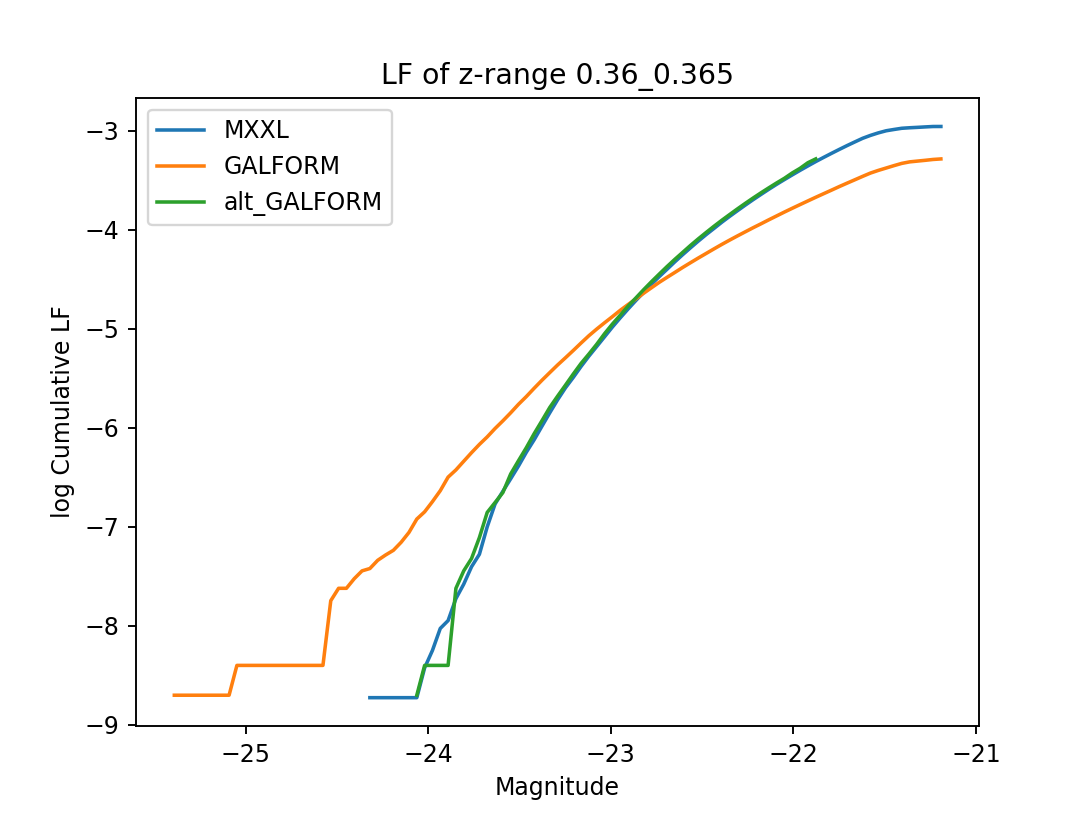 LF of z-range 0.36_0.365
MXXL
GALFORM
alt_GALFORM
−3
−4
−5
−6
−7
−8
−9
log Cumulative LF
−25
−24
−23
−22
−21
Magnitude